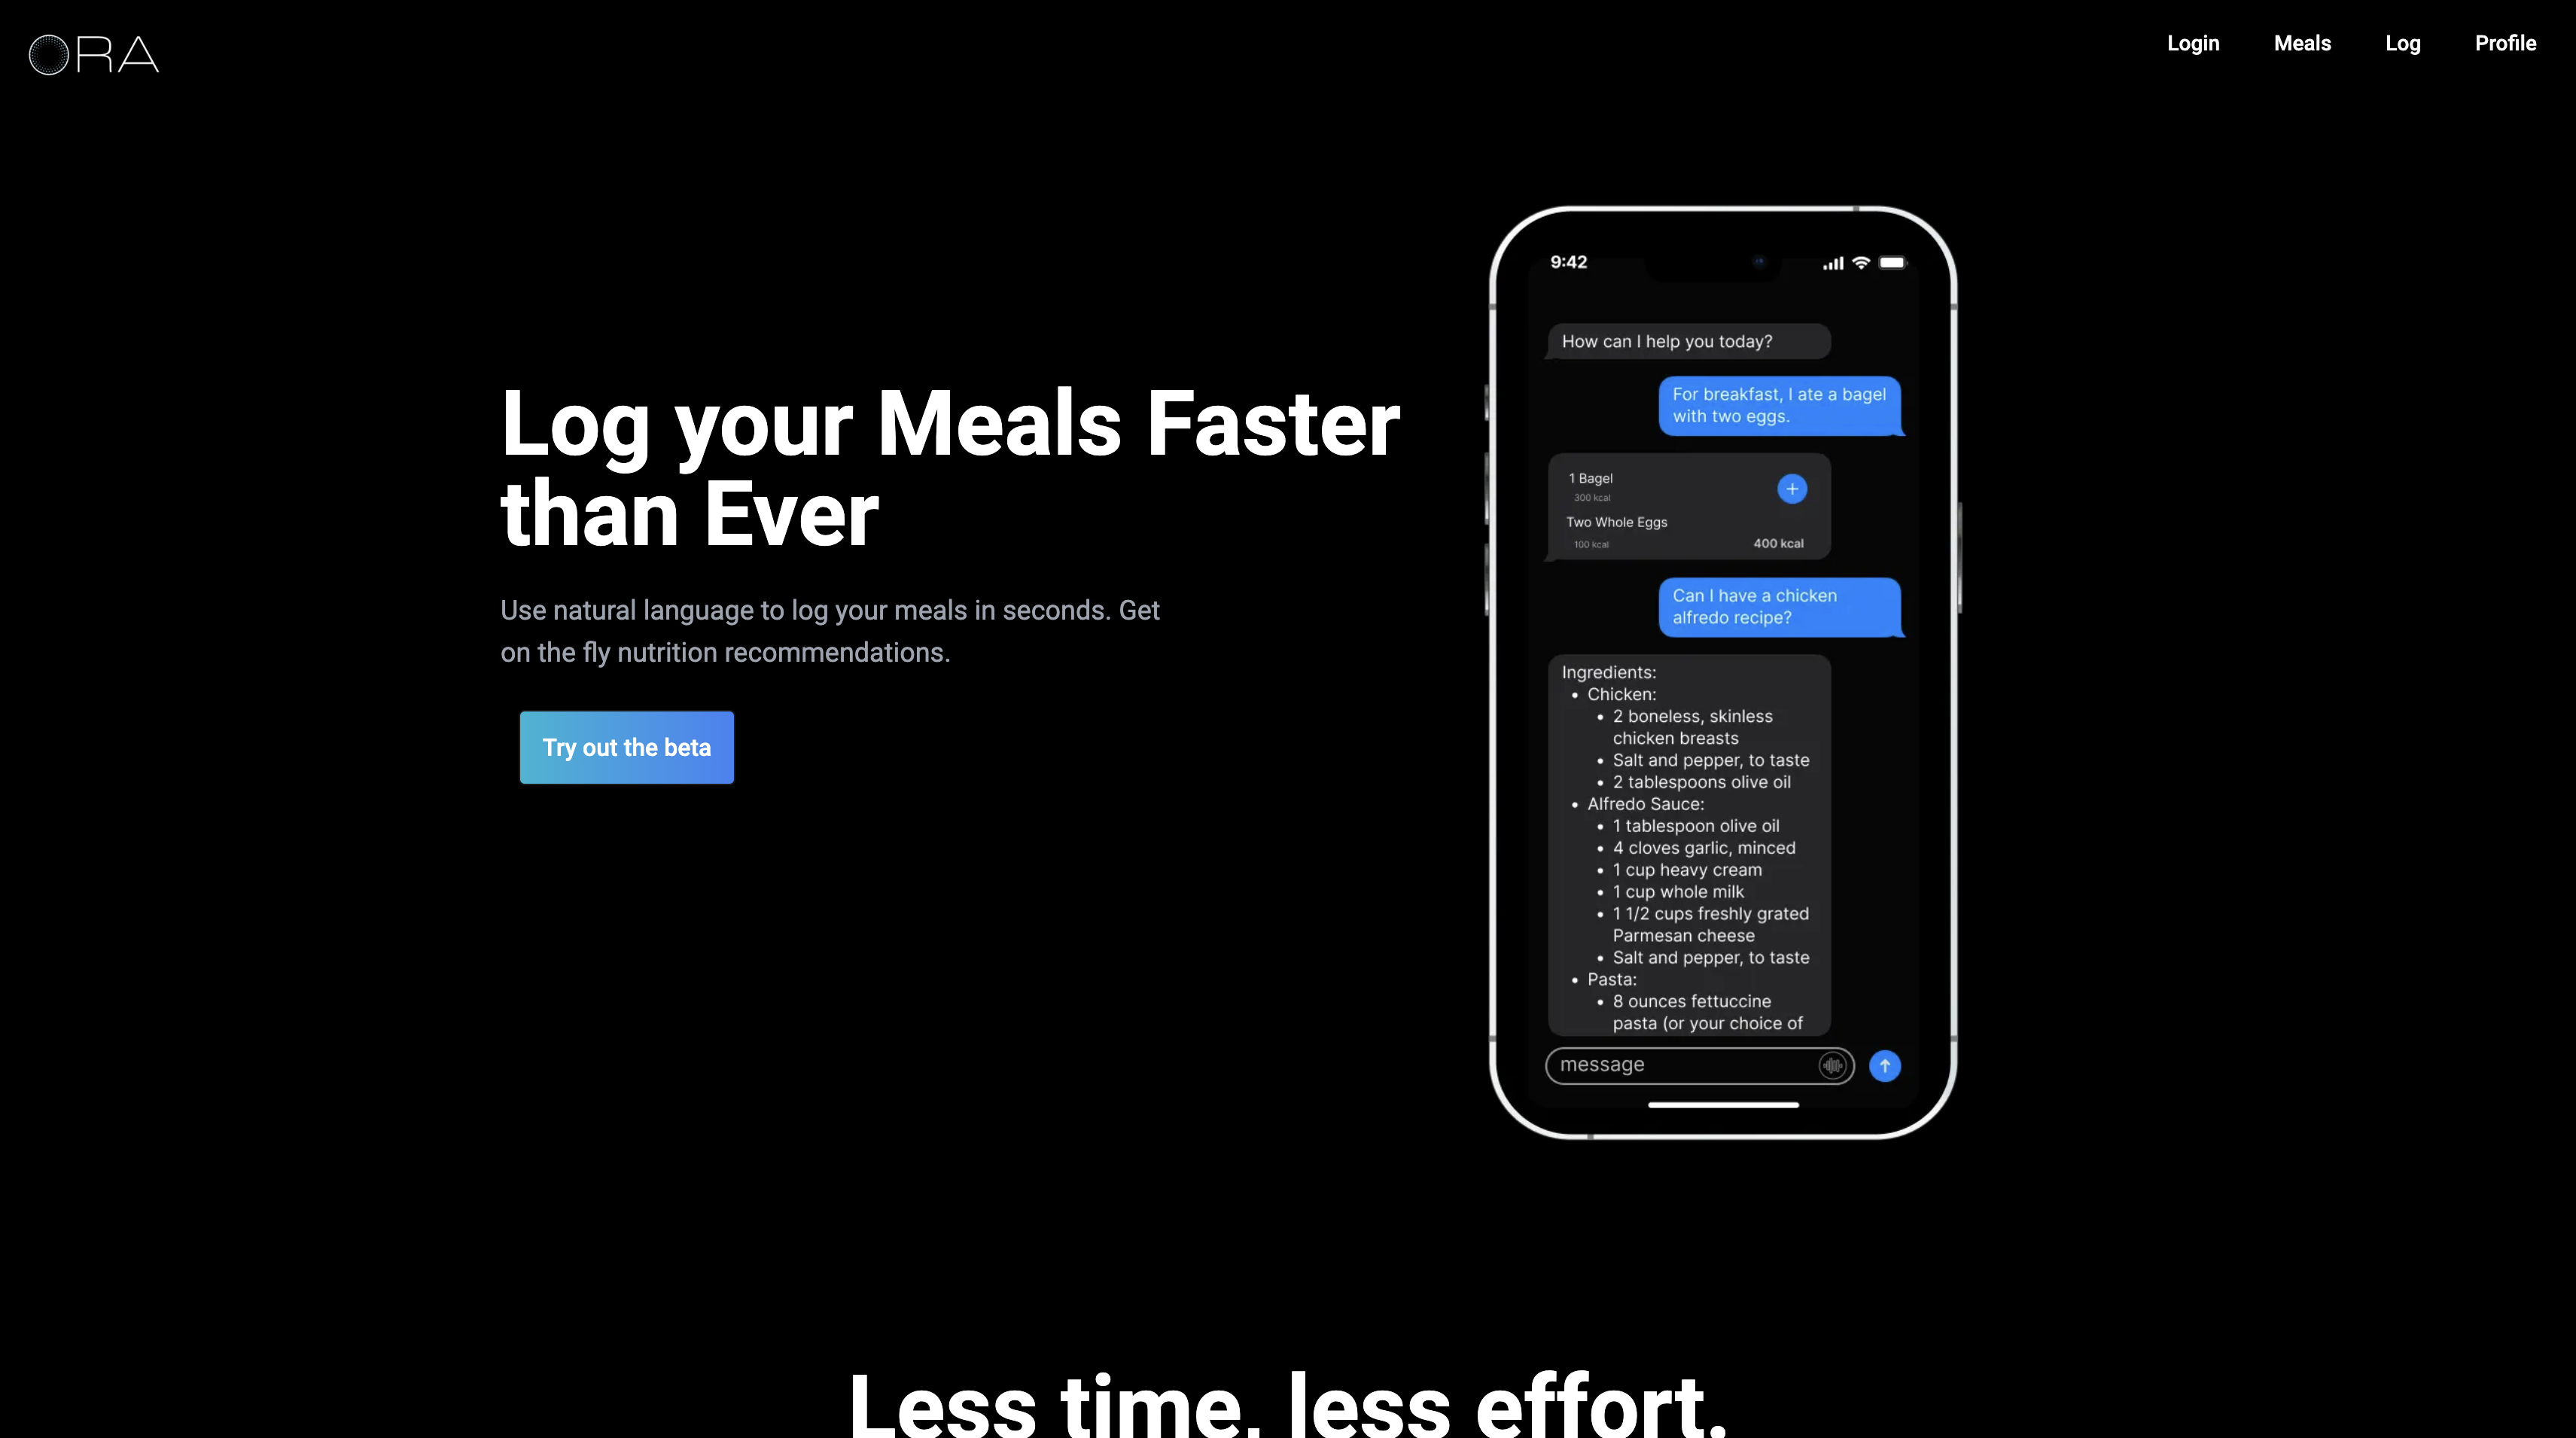 ORA
Login Meals Log Profile
Log your Meals Faster
than Ever
Use natural language to log your meals in seconds. Get
on the fly nutrition recommendations.
Try out the beta
9:42
How can I help you today?
For breakfast, I ate a bagel
with two eggs.
1 Bagel
300 kcal
Two Whole Eggs
100 kcal
400 kcal
Can I have a chicken
alfredo recipe?
Ingredients:
• Chicken:
• 2 boneless, skinless
chicken breasts
• Salt and pepper, to taste
• 2 tablespoons olive oil
• Alfredo Sauce:
• 1 tablespoon olive oil
• 4 cloves garlic, minced
• 1 cup heavy cream
• 1 cup whole milk
• 1 1/2 cups freshly grated
Parmesan cheese
• Salt and pepper, to taste
• Pasta:
• 8 ounces fettuccine
pasta (or your choice of
message
Less time, less effort.